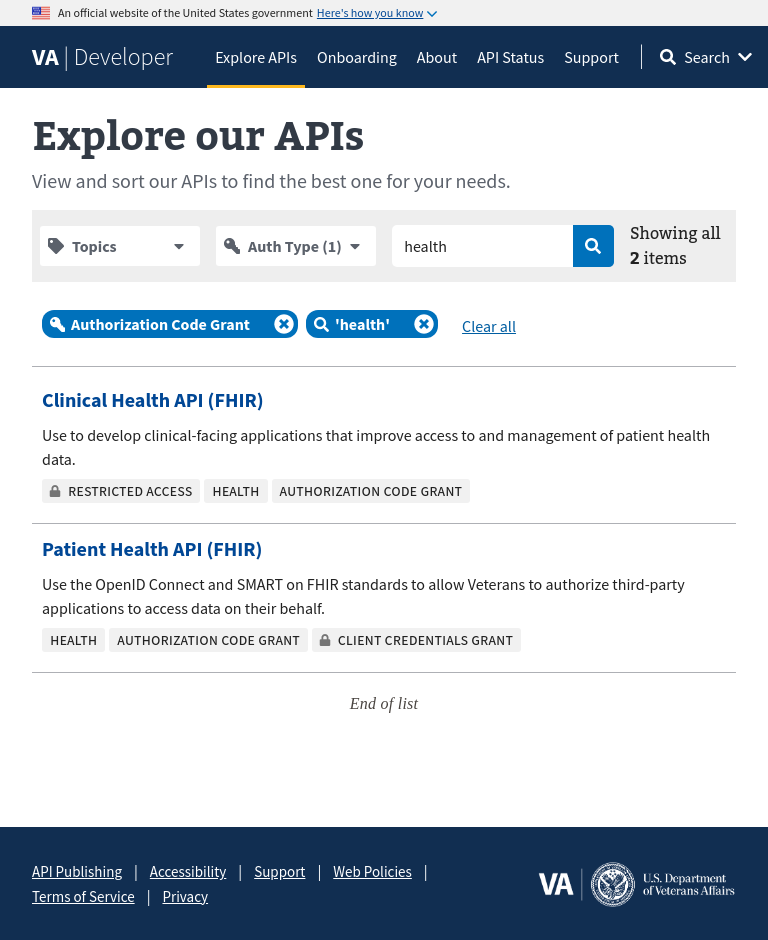 An official website of the United States government Here's how you know
VA | Developer Explore APIs Onboarding About API Status Support Search
Explore our APIs
View and sort our APIs to find the best one for your needs.
Topics Auth Type (1) health Showing all
2 items
Authorization Code Grant 'health' Clear all
Clinical Health API (FHIR)
Use to develop clinical-facing applications that improve access to and management of patient health
data.
RESTRICTED ACCESS HEALTH AUTHORIZATION CODE GRANT
Patient Health API (FHIR)
Use the OpenID Connect and SMART on FHIR standards to allow Veterans to authorize third-party
applications to access data on their behalf.
HEALTH AUTHORIZATION CODE GRANT CLIENT CREDENTIALS GRANT
End of list
API Publishing | Accessibility | Support | Web Policies |
Terms of Service | Privacy
VA U.S. Department
of Veterans Affairs